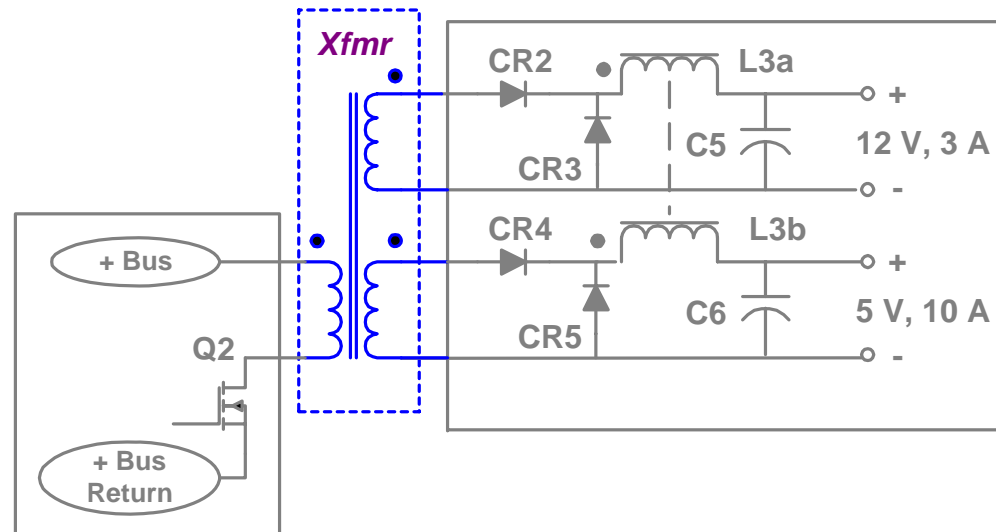 Xfmr
CR2
L3a
+
C5
12 V, 3 A
CR3
-
CR4
L3b
+ Bus
+
C6
5 V, 10 A
CR5
Q2
-
+ Bus
Return